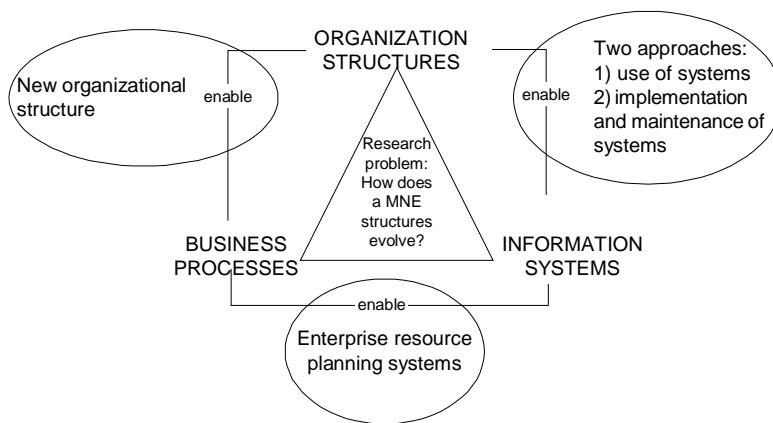 ORGANIZATION
STRUCTURES
New organizational
structure
enable
Two approaches:
1) use of systems
2) implementation
and maintenance of
systems
enable
Research
problem:
How does
a MNE
structures
evolve?
BUSINESS
PROCESSES
INFORMATION
SYSTEMS
enable
Enterprise resource
planning systems